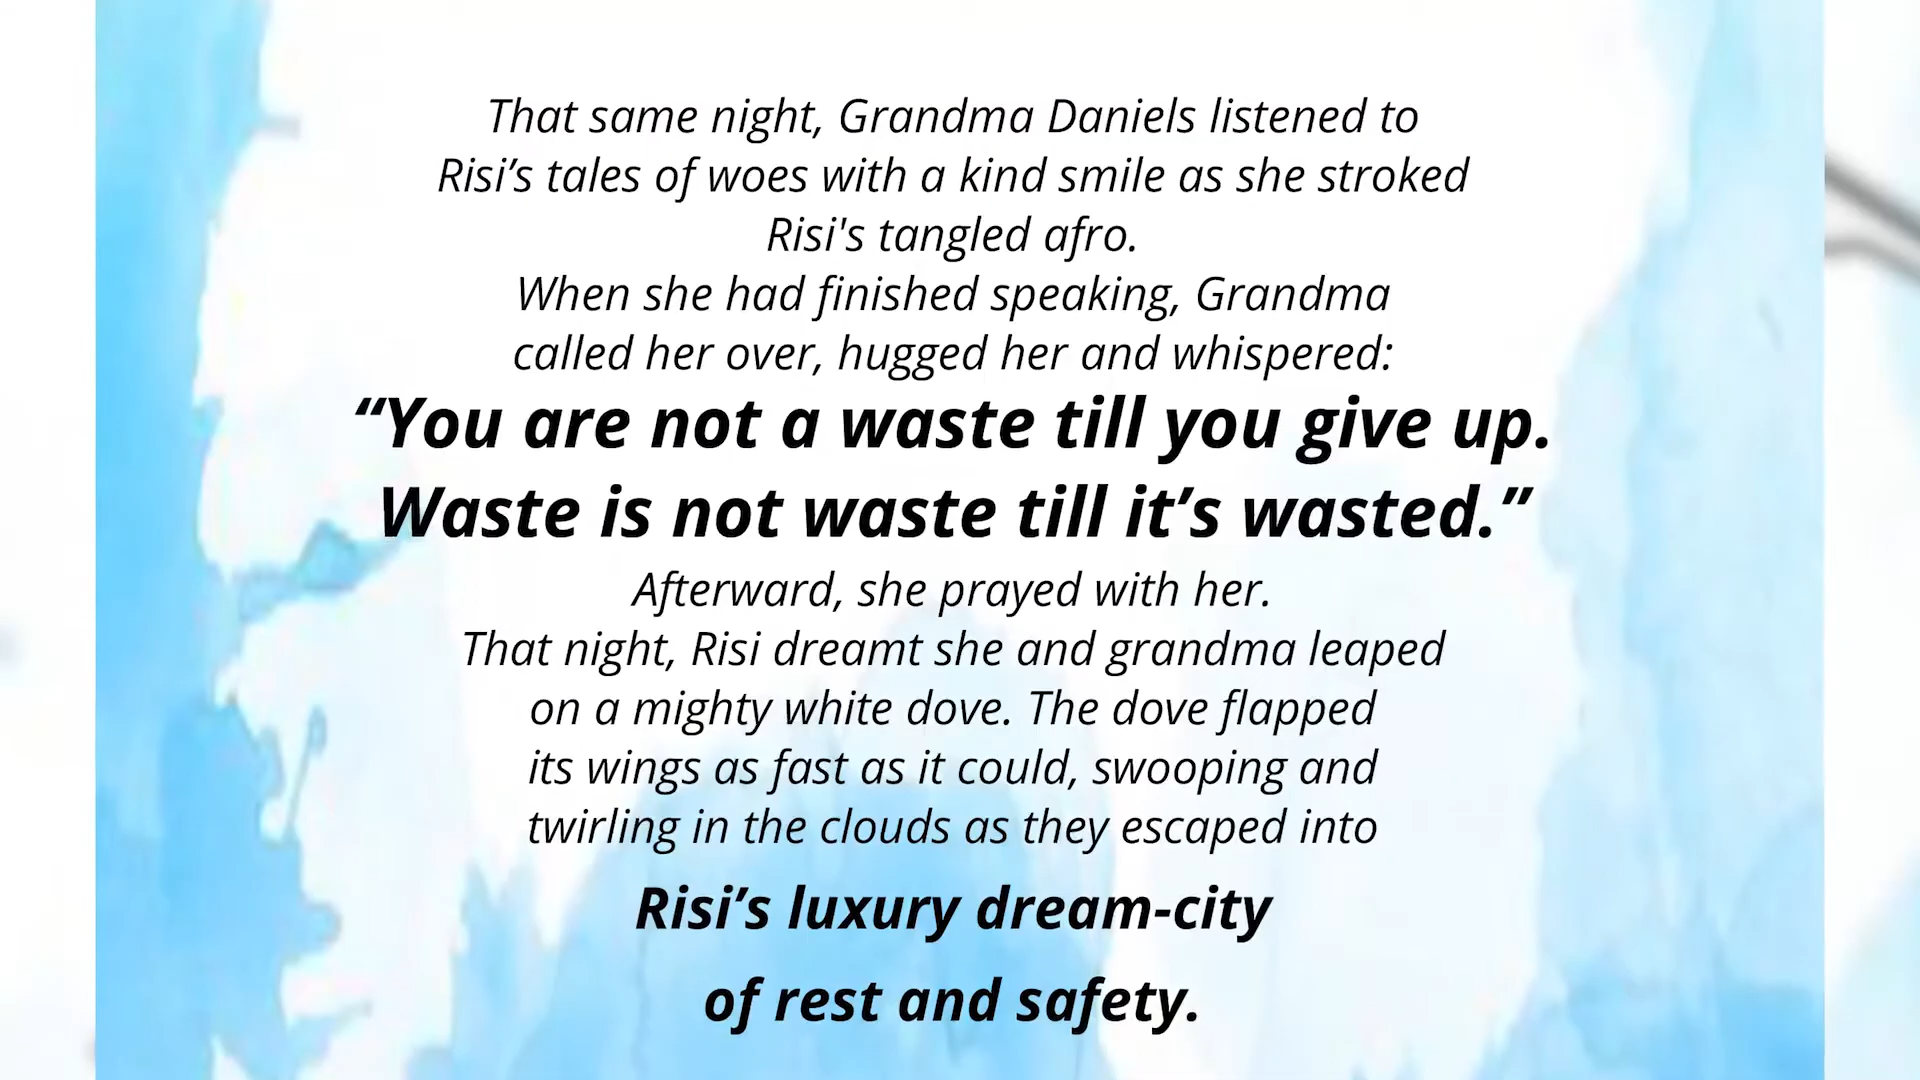 That same night, Grandma Daniels listened to
Risi’s tales of woes with a kind smile as she stroked
Risi's tangled afro.
When she had finished speaking, Grandma
called her over, hugged her and whispered:
“You are not a waste till you give up.
Waste is not waste till it’s wasted.”
Afterward, she prayed with her.
That night, Risi dreamt she and grandma leaped
on a mighty white dove. The dove flapped
its wings as fast as it could, swooping and
twirling in the clouds as they escaped into
Risi’s luxury dream-city
of rest and safety.